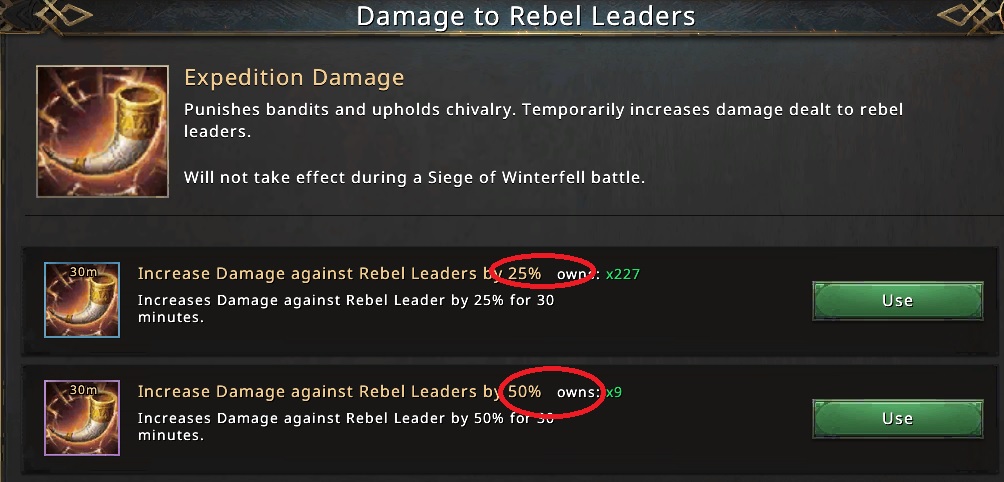 Damage to Rebel Leaders
Expedition Damage
Punishes bandits and upholds chivalry. Temporarily increases damage dealt to rebel
leaders.
Will not take effect during a Siege of Winterfell battle.
30m
Increase Damage against Rebel Leaders by 25% owns: x227
Increases Damage against Rebel Leader by 25% for 30
minutes.
Use
30m
Increase Damage against Rebel Leaders by 50% owns: x9
Increases Damage against Rebel Leader by 50% for 30
minutes.
Use